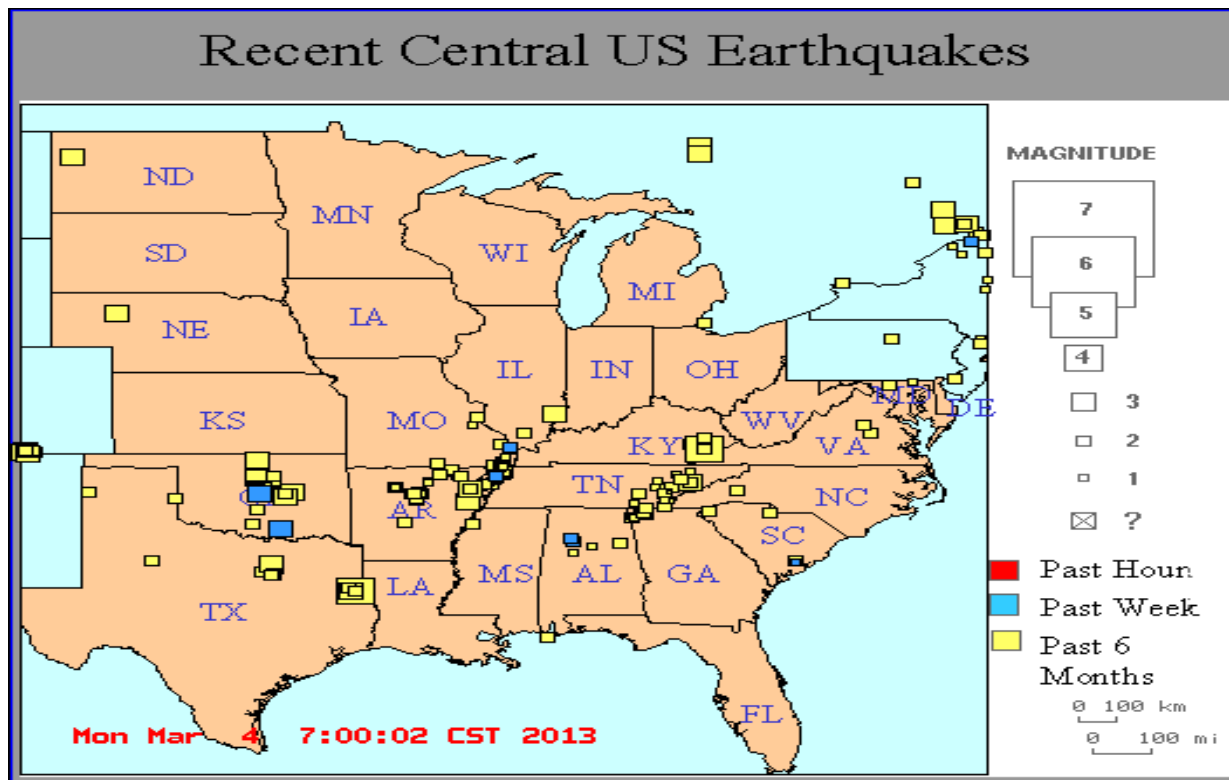 Recent Central US Earthquakes
MAGNITUDE
7
6
5
4
3
2
1
?
ND
MN
SD
WI
MI
NE
IA
IL
IN
OH
MD
DE
WV
KS
MO
KY
VA
TN
NC
AR
SC
MS
AL
GA
LA
TX
FL
Past Houn
Past Week
Past 6
Months
0 100 km
0 100 mi
Mon Mar 4 7:00:02 CST 2013